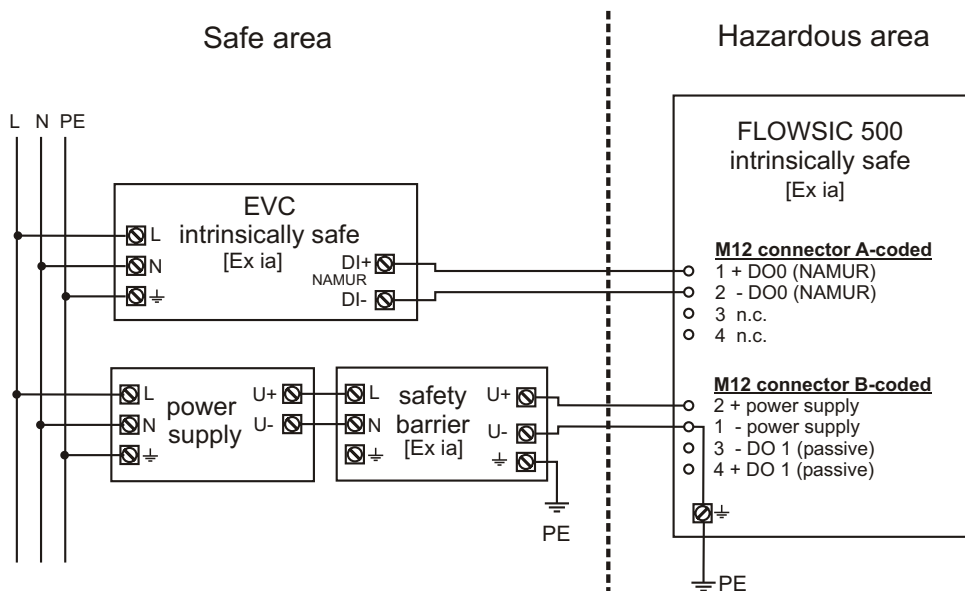 Safe area
Hazardous area
L N PE
FLOWSIC 500
intrinsically safe
[Ex ia]
EVC
intrinsically safe
[Ex ia]
L
N
DI+
NAMUR
DI-
M12 connector A-coded
1 + DO0 (NAMUR)
2 - DO0 (NAMUR)
3 n.c.
4 n.c.
L
N
power
supply
U+
U-
L
N
safety
barrier
[Ex ia]
U+
U-
PE
M12 connector B-coded
2 + power supply
1 - power supply
3 - DO 1 (passive)
4 + DO 1 (passive)
PE